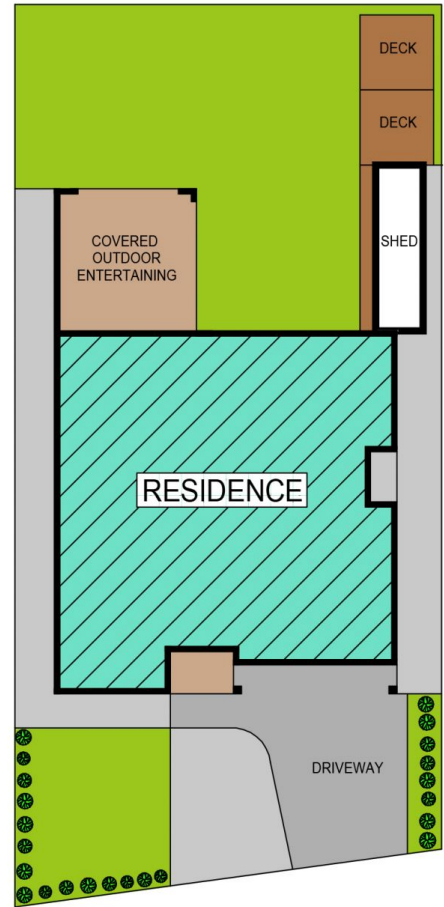 DECK
DECK
SHED
COVERED
OUTDOOR
ENTERTAINING
RESIDENCE
DRIVEWAY